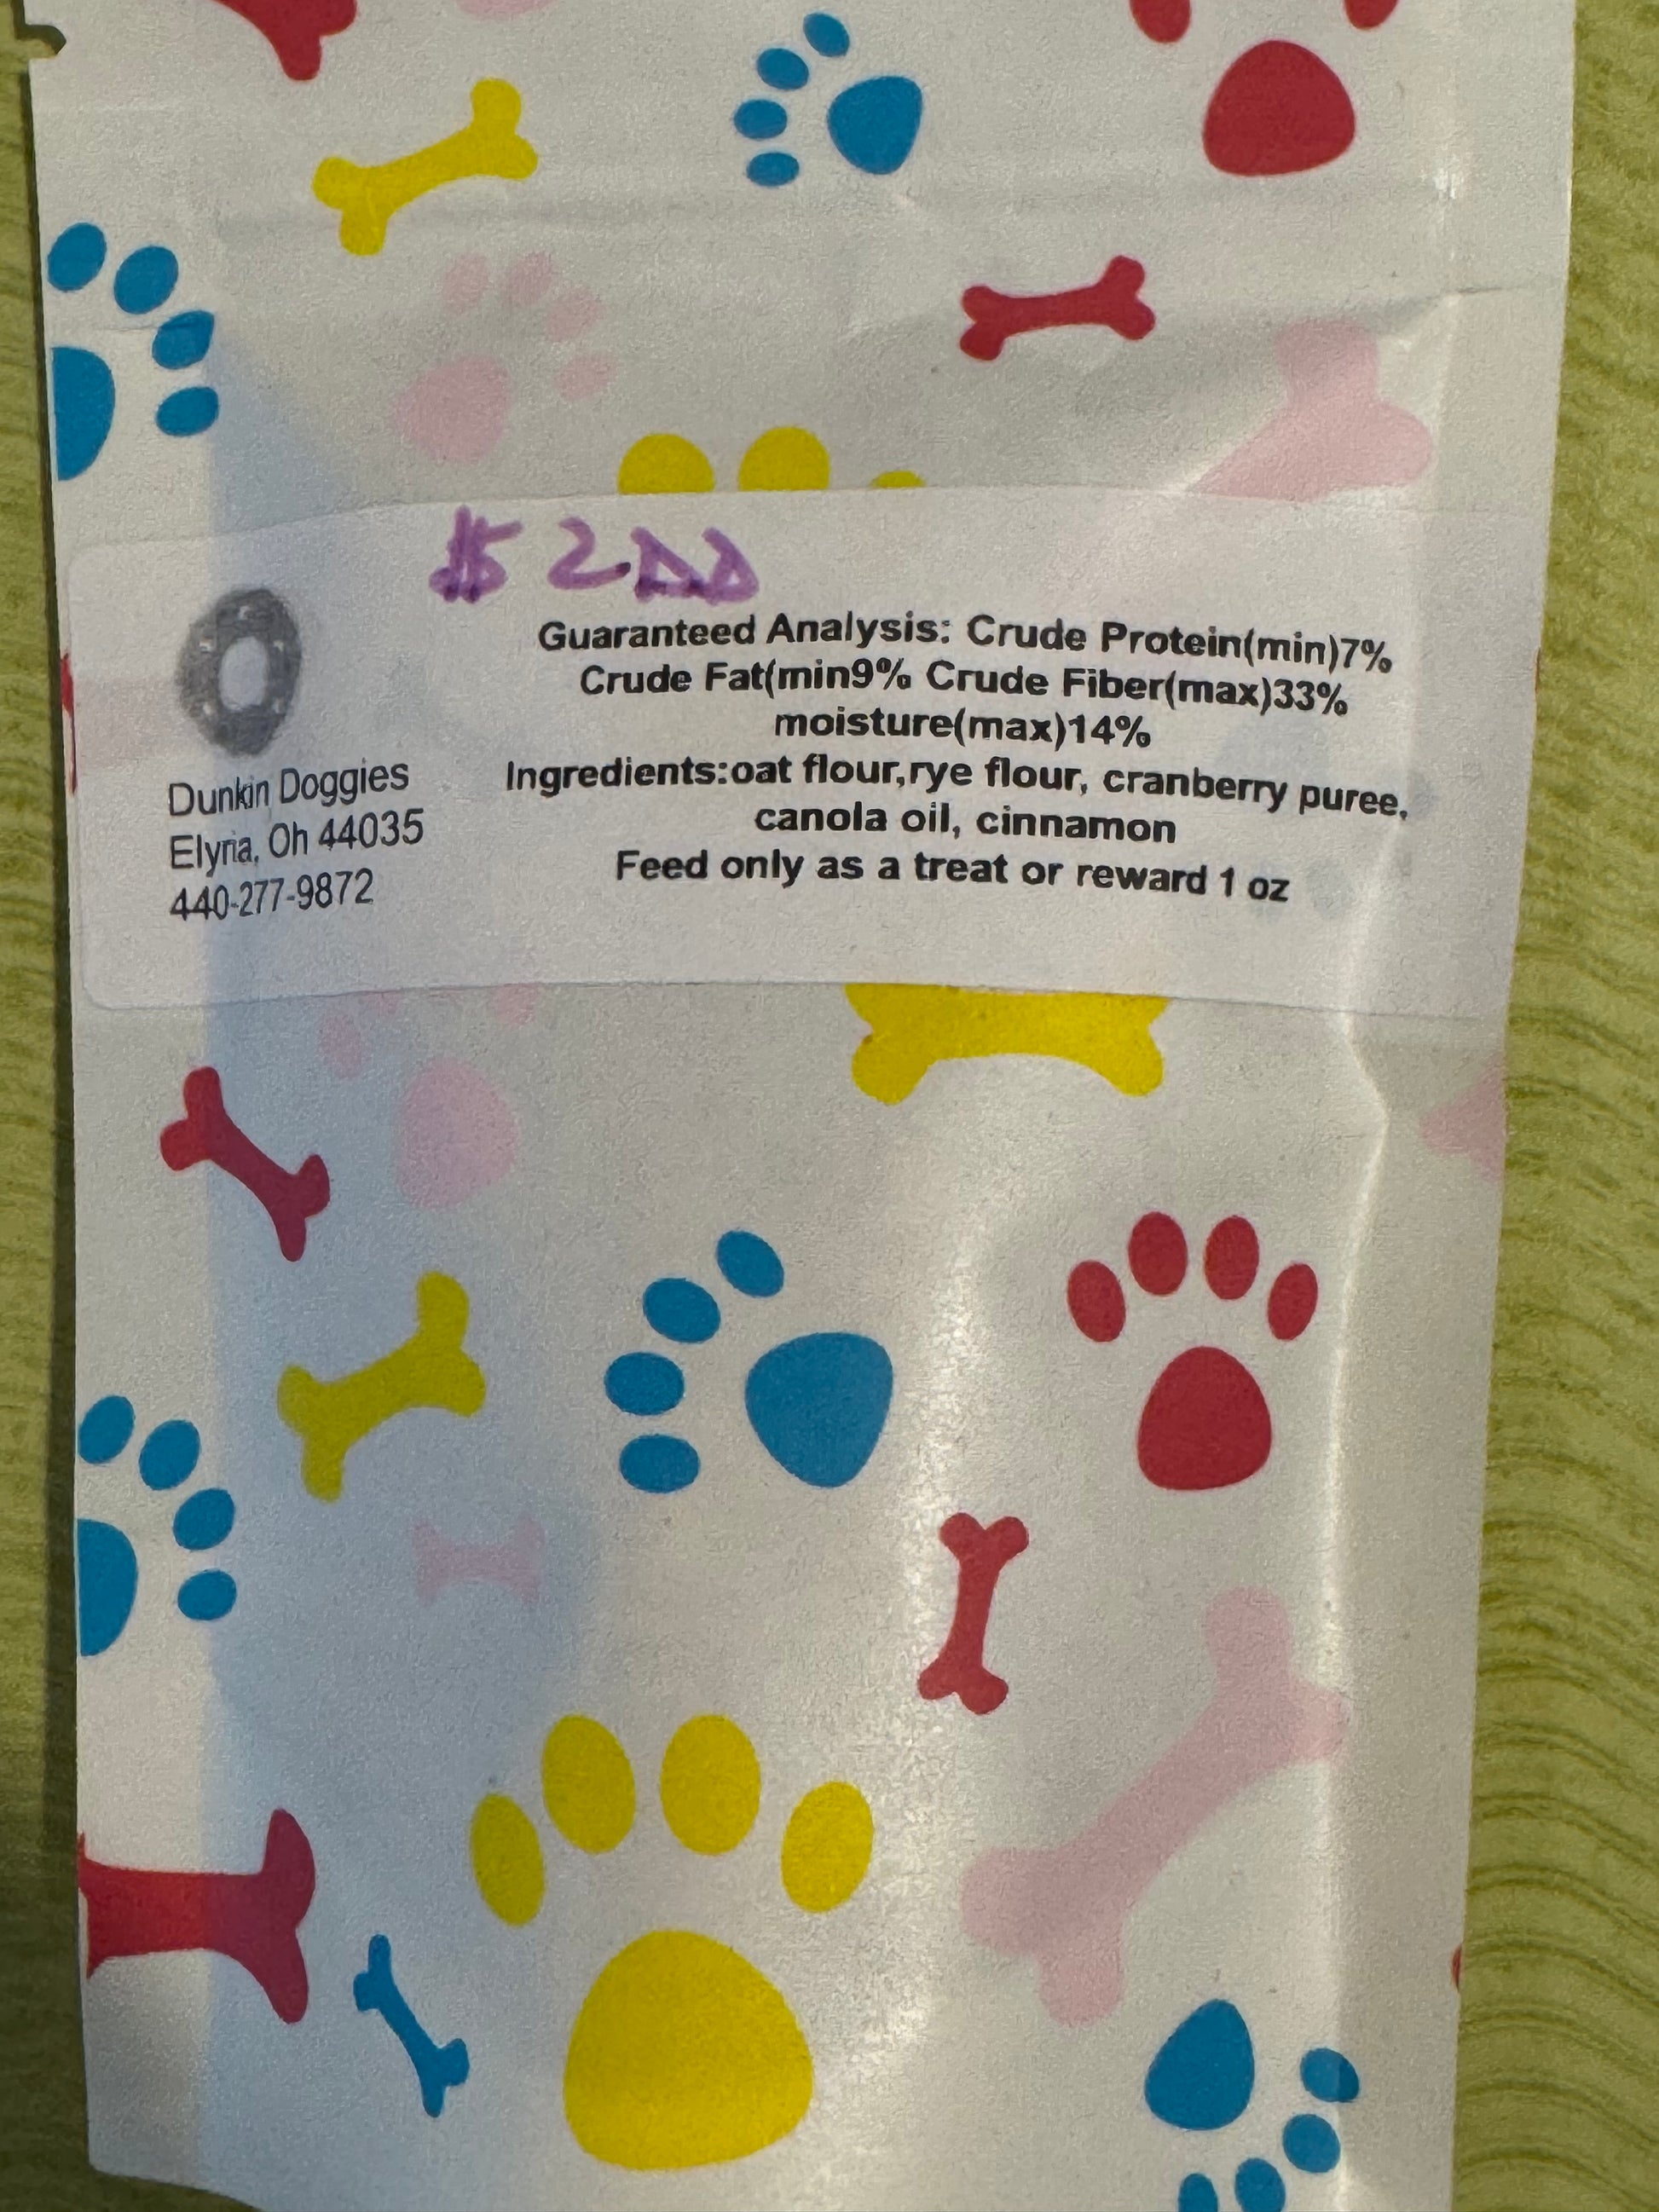 $ 2.00
Guaranteed Analysis: Crude Protein(min)7%
Crude Fat(min9% Crude Fiber(max)33%
moisture(max)14%
Ingredients:oat flour,rye flour, cranberry puree,
canola oil, cinnamon
Feed only as a treat or reward 1 oz
Dunkin Doggies
Elyria, Oh 44035
440-277-9872